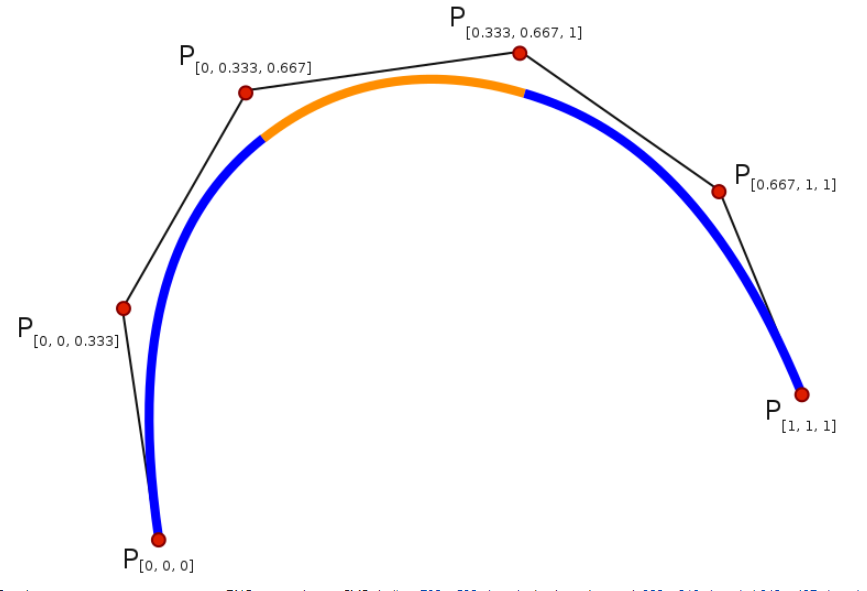 P[0.333, 0.667, 1]
P[0, 0.333, 0.667]
P[0.667, 1, 1]
P[0, 0, 0.333]
P[1, 1, 1]
P[0, 0, 0]